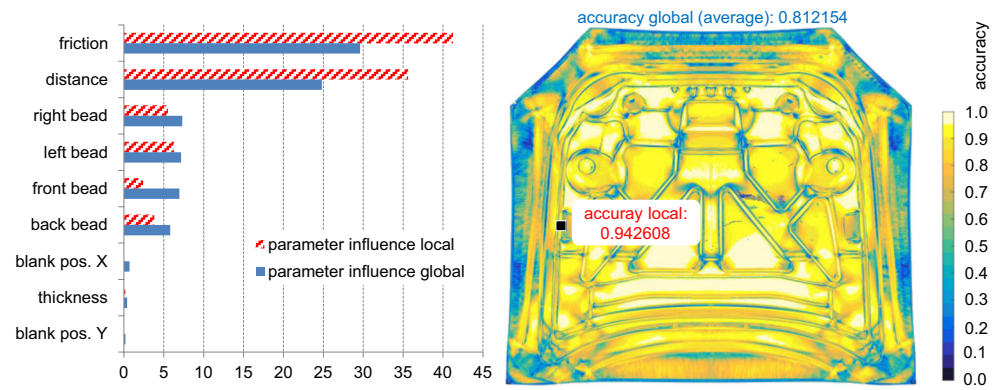 friction
distance
right bead
left bead
front bead
back bead
blank pos. X
thickness
blank pos. Y
0 5 10 15 20 25 30 35 40 45
parameter influence local
parameter influence global
accuracy global (average): 0.812154
accuray local:
0.942608
accuracy
1.0
0.9
0.8
0.7
0.6
0.5
0.4
0.3
0.2
0.1
0.0